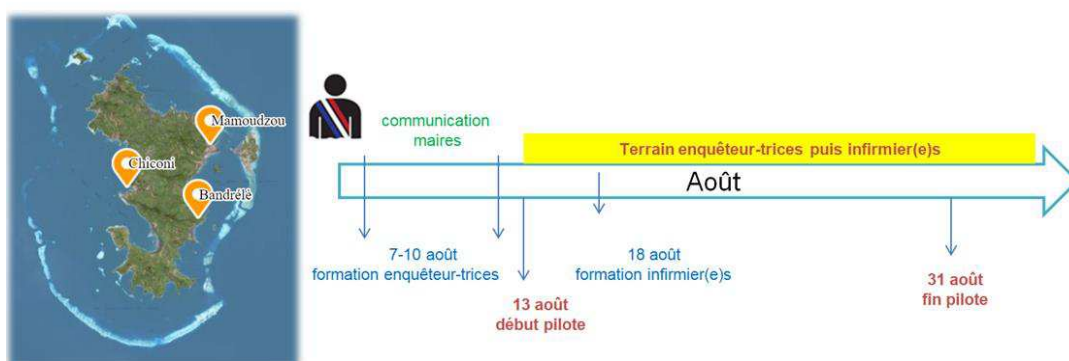 Mamoudzou
Chiconi
Bandrélé
communication
maires
Terrain enquêteur-trices puis infirmier(e)s
Août
7-10 août
formation enquêteur-trices
18 août
formation infirmier(e)s
13 août
début pilote
31 août
fin pilote